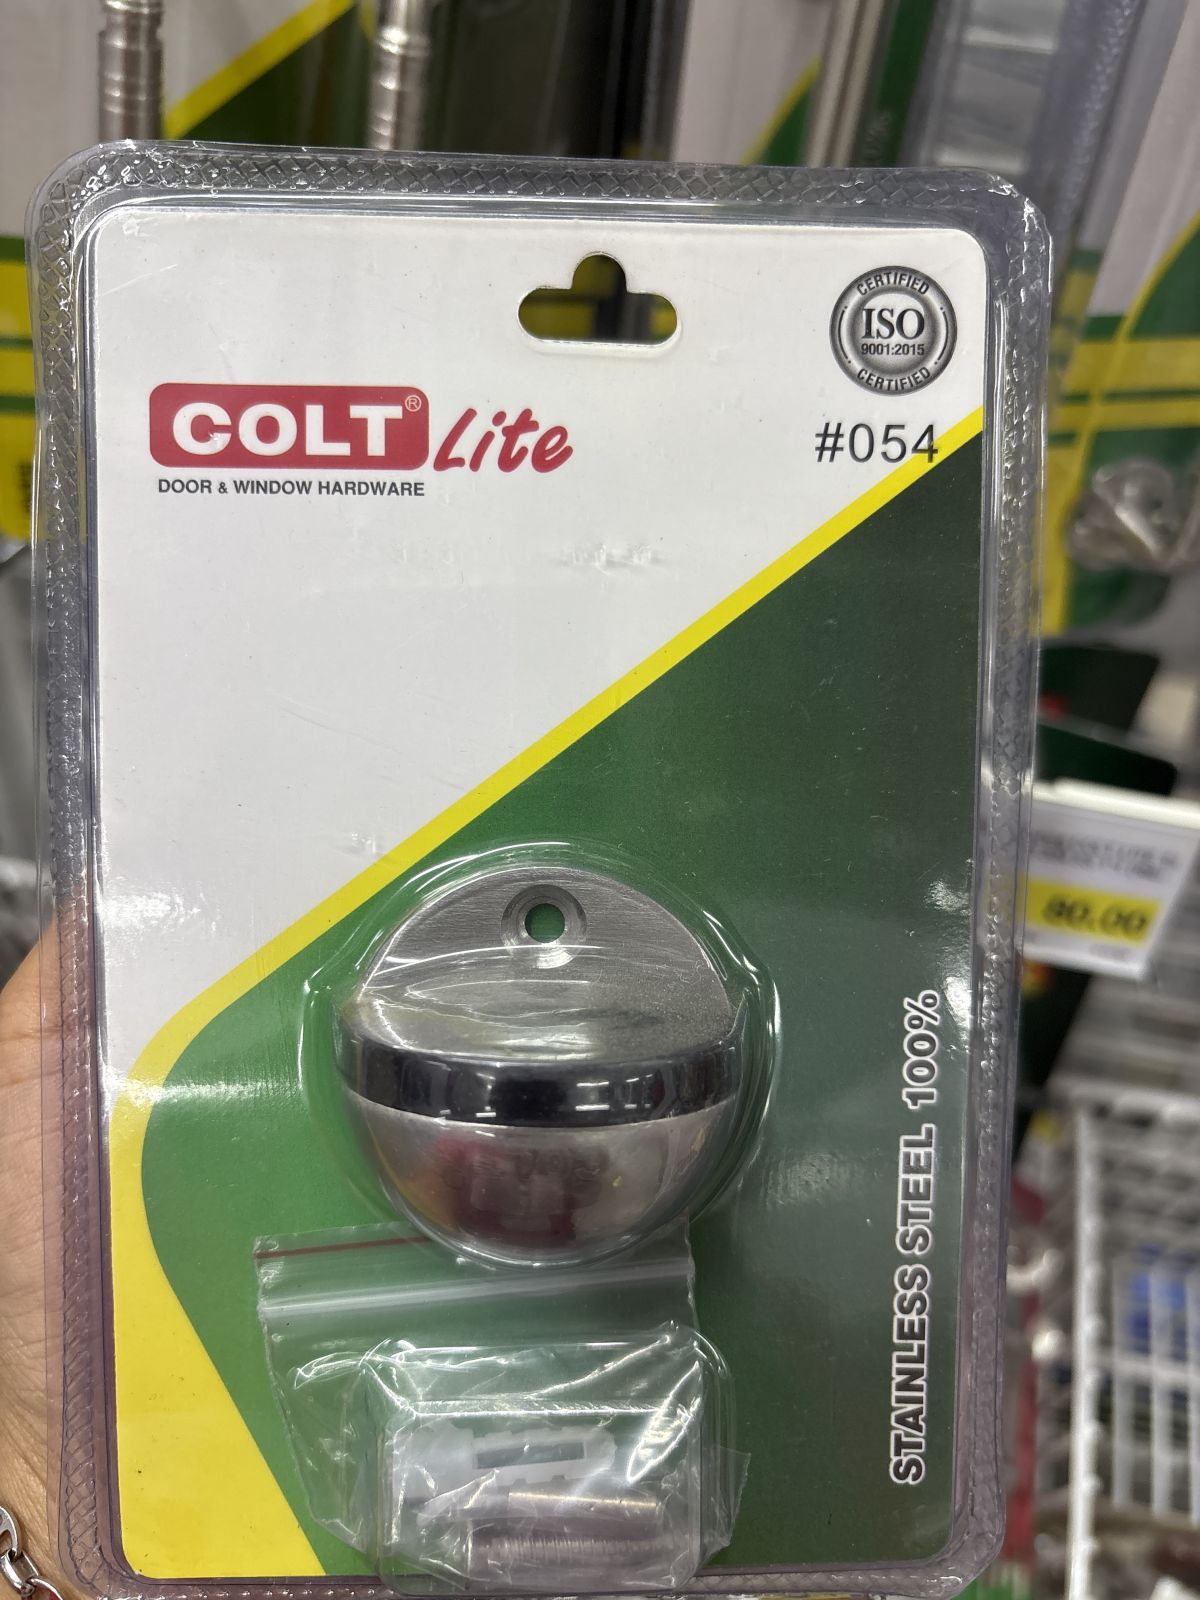 CERTIFIED
ISO
9001:2015
CERTIFIED
COLT® Lite
DOOR & WINDOW HARDWARE
#054
80.00
STAINLESS STEEL 100%